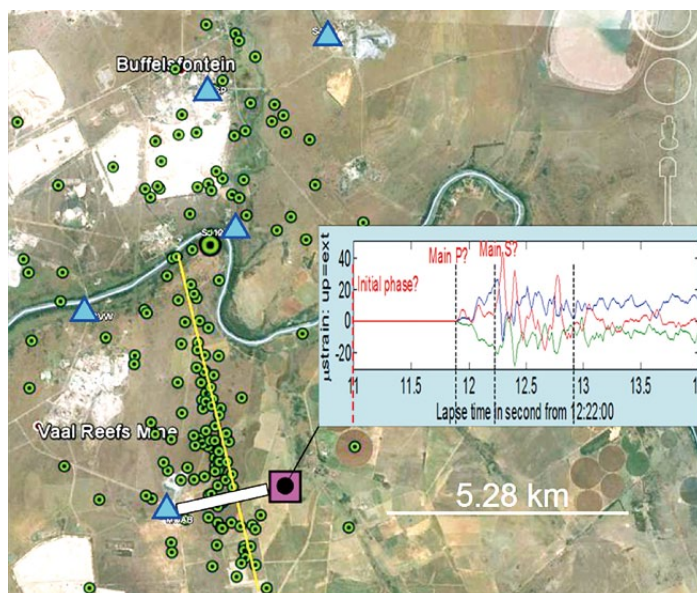 Buffelsfontein
Vaal Reefs Mine
5.28 km
µstrain: up=ext
40
20
0
-20
Initial phase?
Main P?
Main S?
11
11.5
12
12.5
13
13.5
14
Lapse time in second from 12:22:00